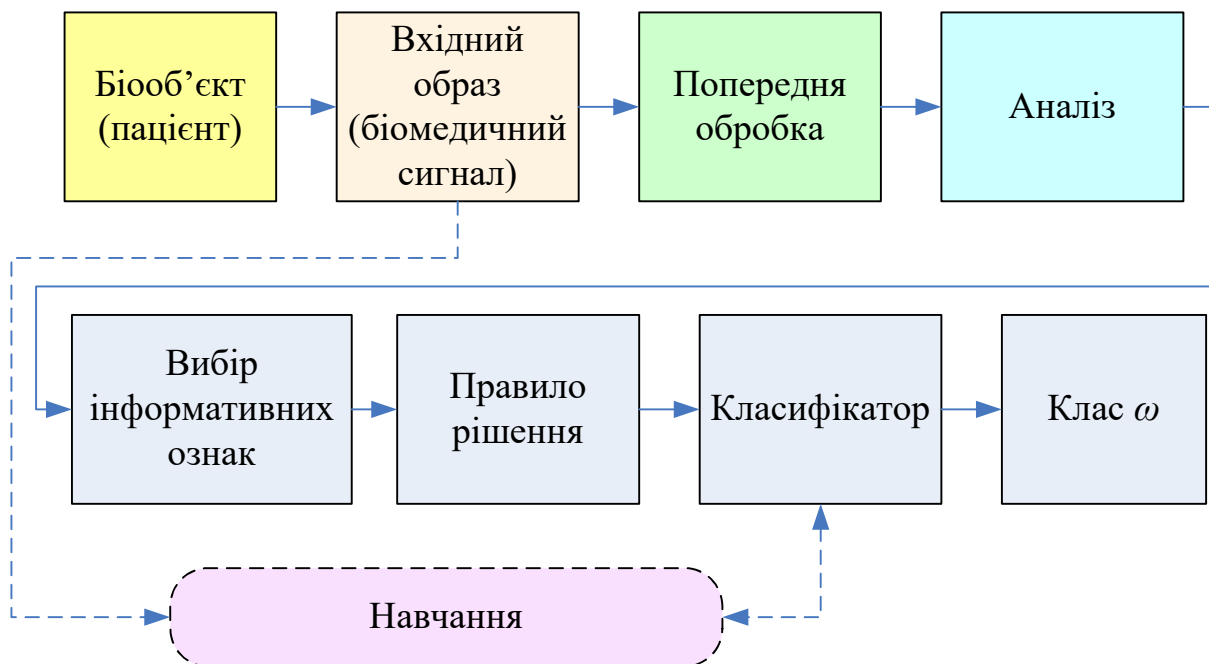 Біооб’єкт
(пацієнт)
Вхідний
образ
(біомедичний
сигнал)
Попередня
обробка
Аналіз
Вибір
інформативних
ознак
Правило
рішення
Класифікатор
Клас ω
Навчання